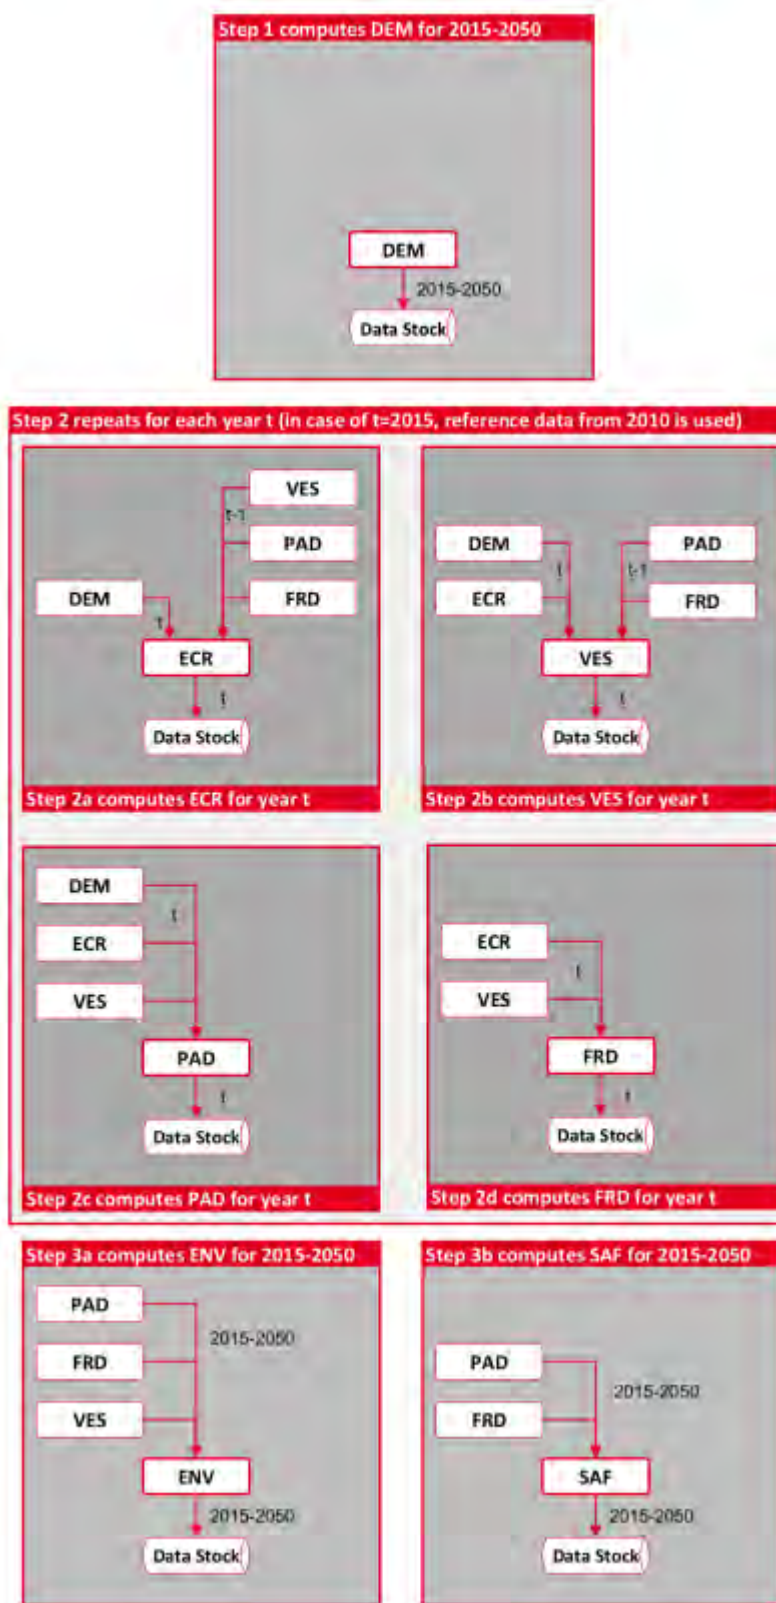 Step 1 computes DEM for 2015-2050
DEM
2015-2050
Data Stock
Step 2 repeats for each year t (in case of t=2015, reference data from 2010 is used)
VES
t-1
PAD
DEM
FRD
t
ECR
t
Data Stock
Step 2a computes ECR for year t
DEM
PAD
t
t-1
ECR
FRD
VES
t
Data Stock
Step 2b computes VES for year t
DEM
t
ECR
VES
PAD
t
Data Stock
Step 2c computes PAD for year t
ECR
t
VES
FRD
t
Data Stock
Step 2d computes FRD for year t
Step 3a computes ENV for 2015-2050
PAD
2015-2050
FRD
VES
ENV
2015-2050
Data Stock
Step 3b computes SAF for 2015-2050
PAD
2015-2050
FRD
SAF
2015-2050
Data Stock